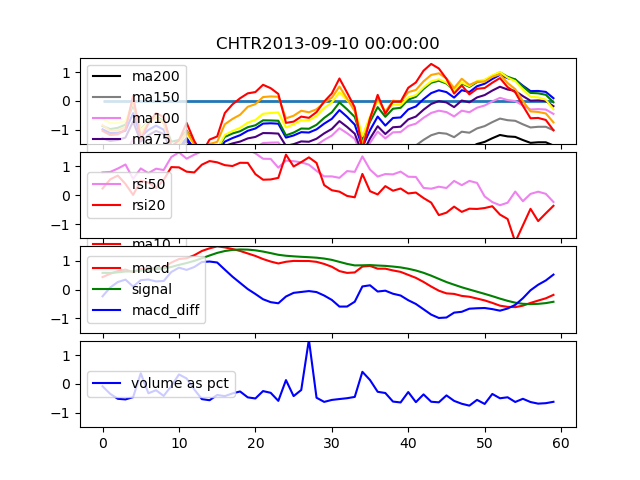 CHTR2013-09-10 00:00:00
1
0
−1
ma200
ma150
ma100
ma75
1
0
−1
rsi50
rsi20
ma10
1
0
−1
macd
signal
macd_diff
1
0
−1
volume as pct
0 10 20 30 40 50 60